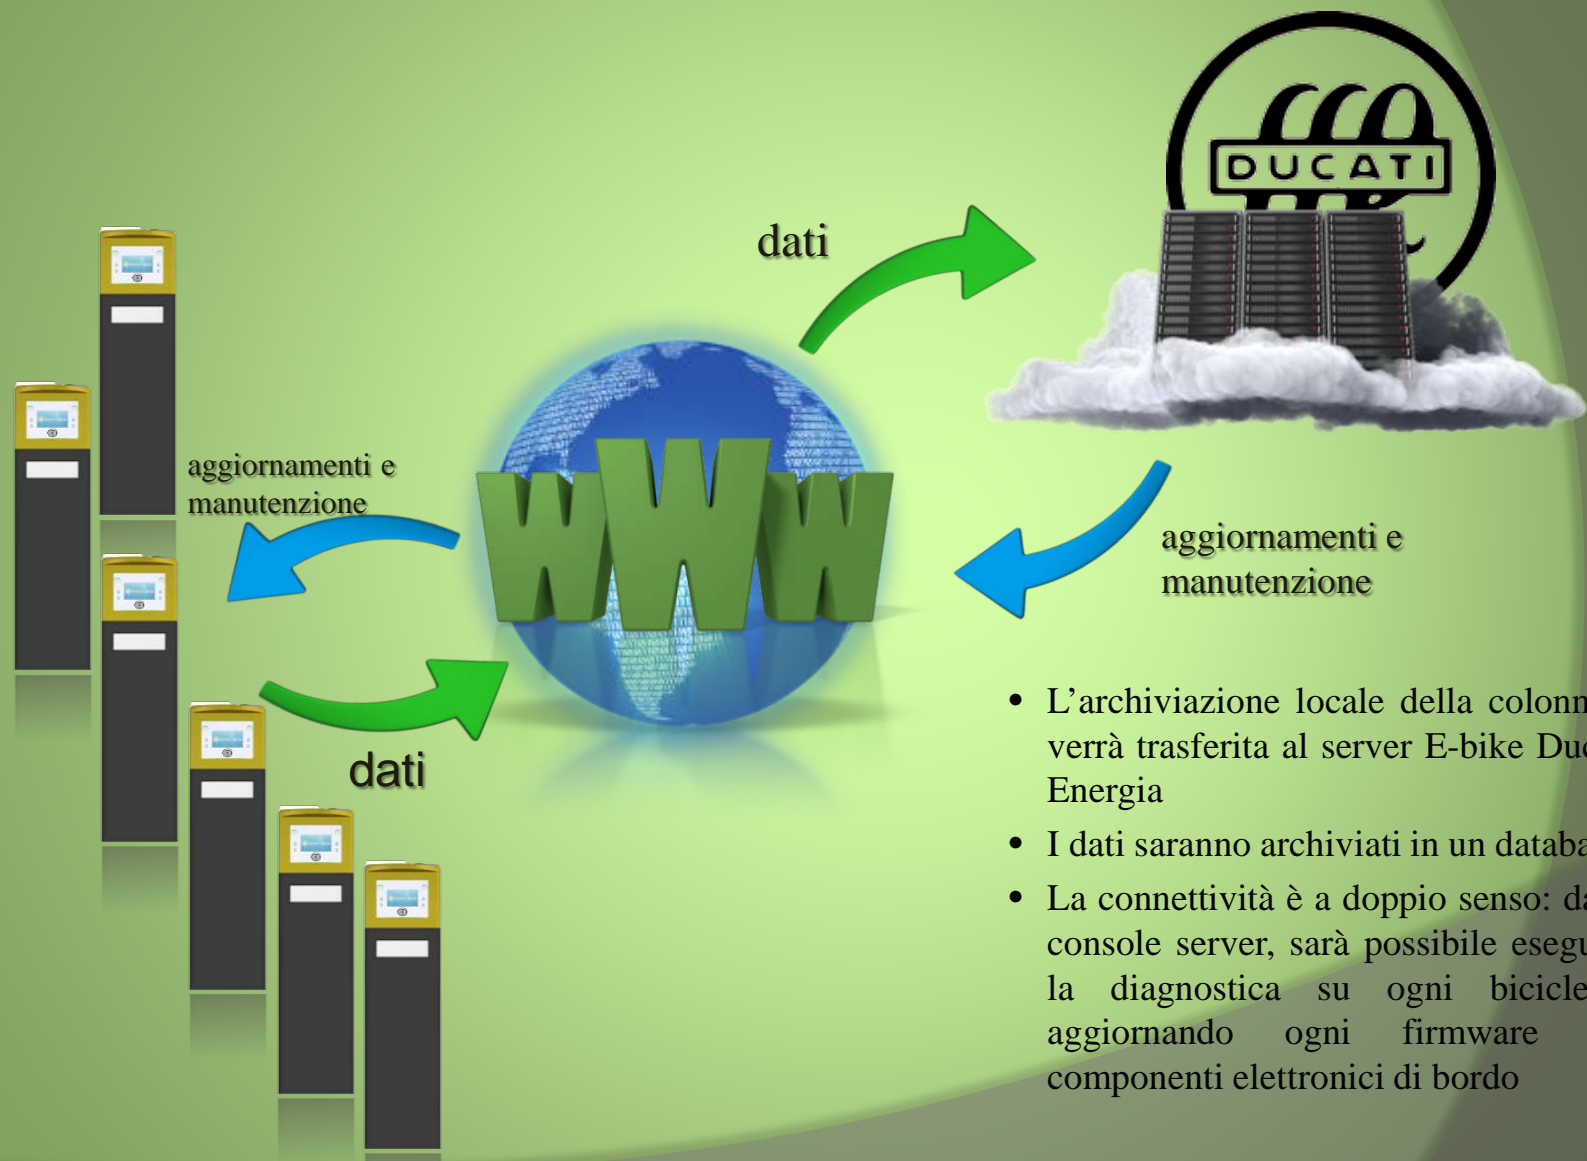 DUCATI
dati
aggiornamenti e
manutenzione
www
aggiornamenti e
manutenzione
dati
• L’archiviazione locale della
verrà trasferita al server E-bike
Energia
• I dati saranno archiviati in un
• La connettività è a doppio senso:
console server, sarà possibile
la diagnostica su ogni
aggiornando ogni firmware
componenti elettronici di bordo